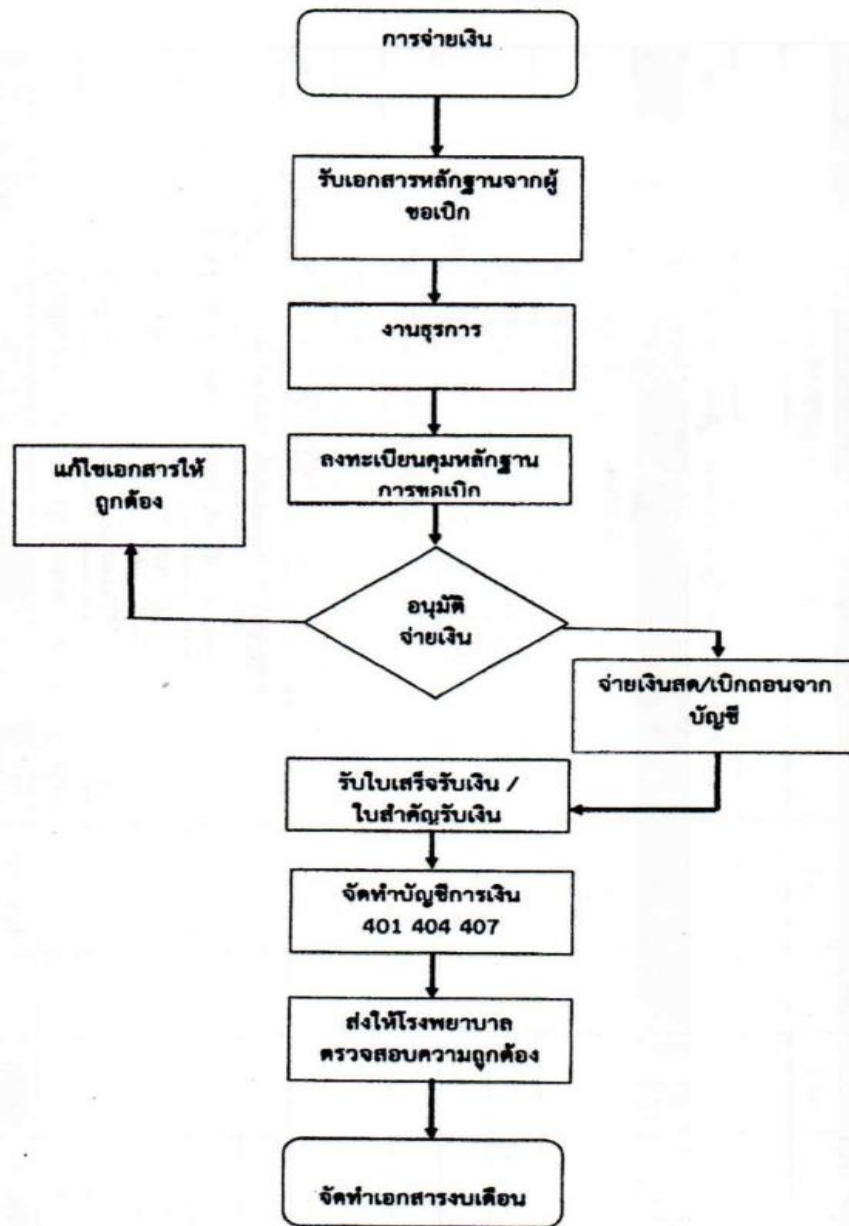 การจ่ายเงิน
รับเอกสารหลักฐานจากผู้
ขอเบิก
งานธุรการ
ลงทะเบียนคุมหลักฐาน
การขอเบิก
แก้ไขเอกสารให้
ถูกต้อง
อนุมัติ
จ่ายเงิน
จ่ายเงินสด/เบิกถอนจาก
บัญชี
รับใบเสร็จรับเงิน /
ใบสำคัญรับเงิน
จัดทำบัญชีการเงิน
401 404 407
ส่งให้โรงพยาบาล
ตรวจสอบความถูกต้อง
จัดทำเอกสารงบเดือน